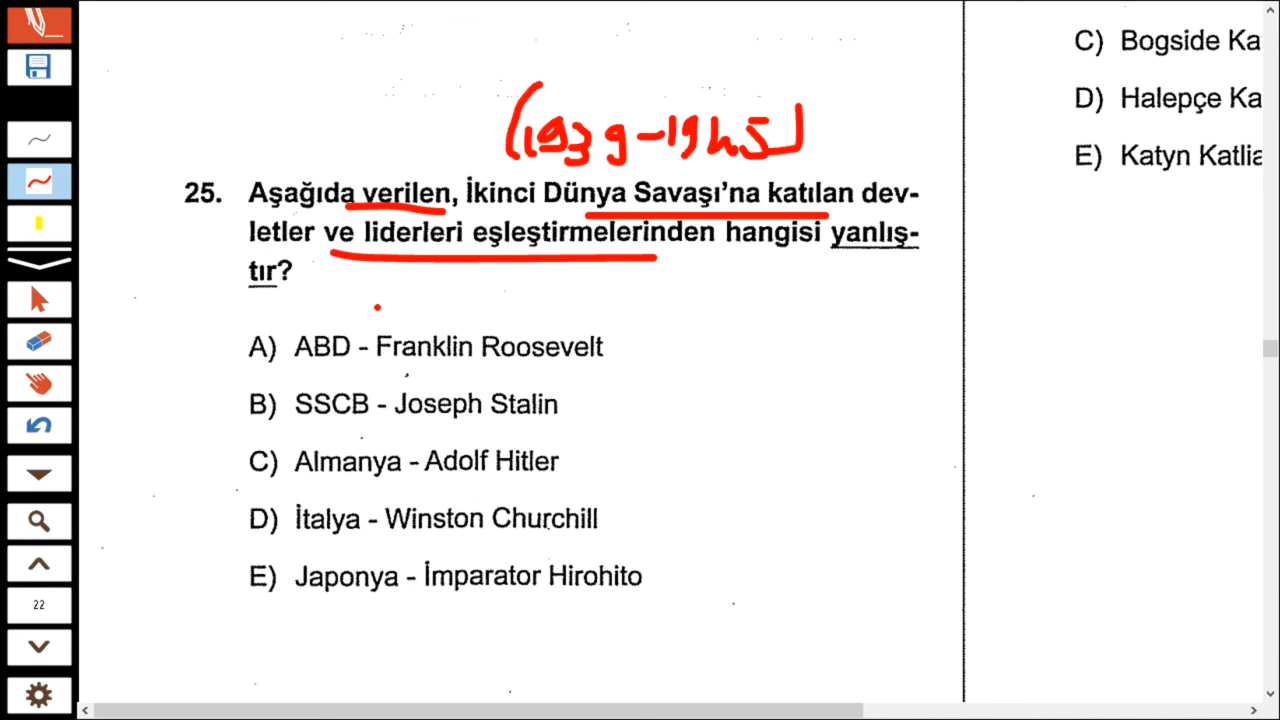 (1939-1945)
25. Aşağıda verilen, İkinci Dünya Savaşı'na katılan dev-
letler ve liderleri eşleştirmelerinden hangisi yanlış-
tır?
A) ABD - Franklin Roosevelt
B) SSCB - Joseph Stalin
C) Almanya - Adolf Hitler
D) İtalya - Winston Churchill
E) Japonya - İmparator Hirohito
C) Bogside Ka
D) Halepçe Ka
E) Katyn Katlia
22